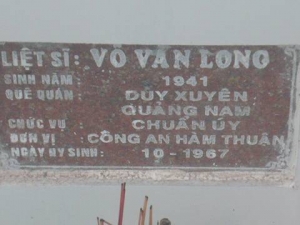 LIỆT SĨ: VÕ VĂN LONG
SINH NĂM: 1941
QUÊ QUÁN: DUY XUYÊN
QUẢNG NAM
CHỨC VỤ: CHUẨN ÚY
ĐƠN VỊ: CÔNG AN HÀM THUẬN
NGÀY HY SINH: 10-1967